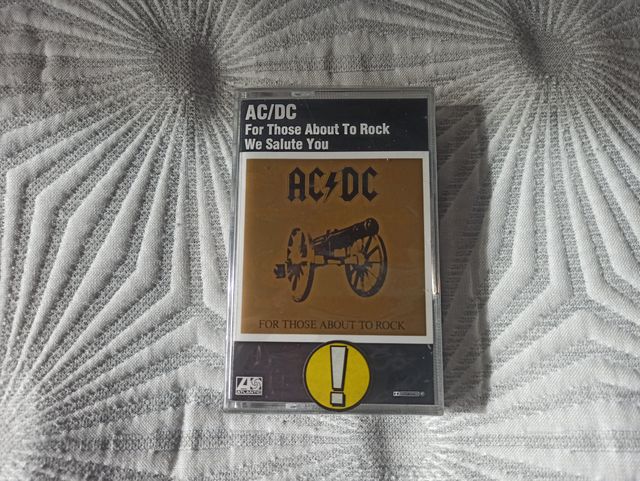 AC/DC
For Those About To Rock
We Salute You
AC DC
FOR THOSE ABOUT TO ROCK
!
ATLANTIC